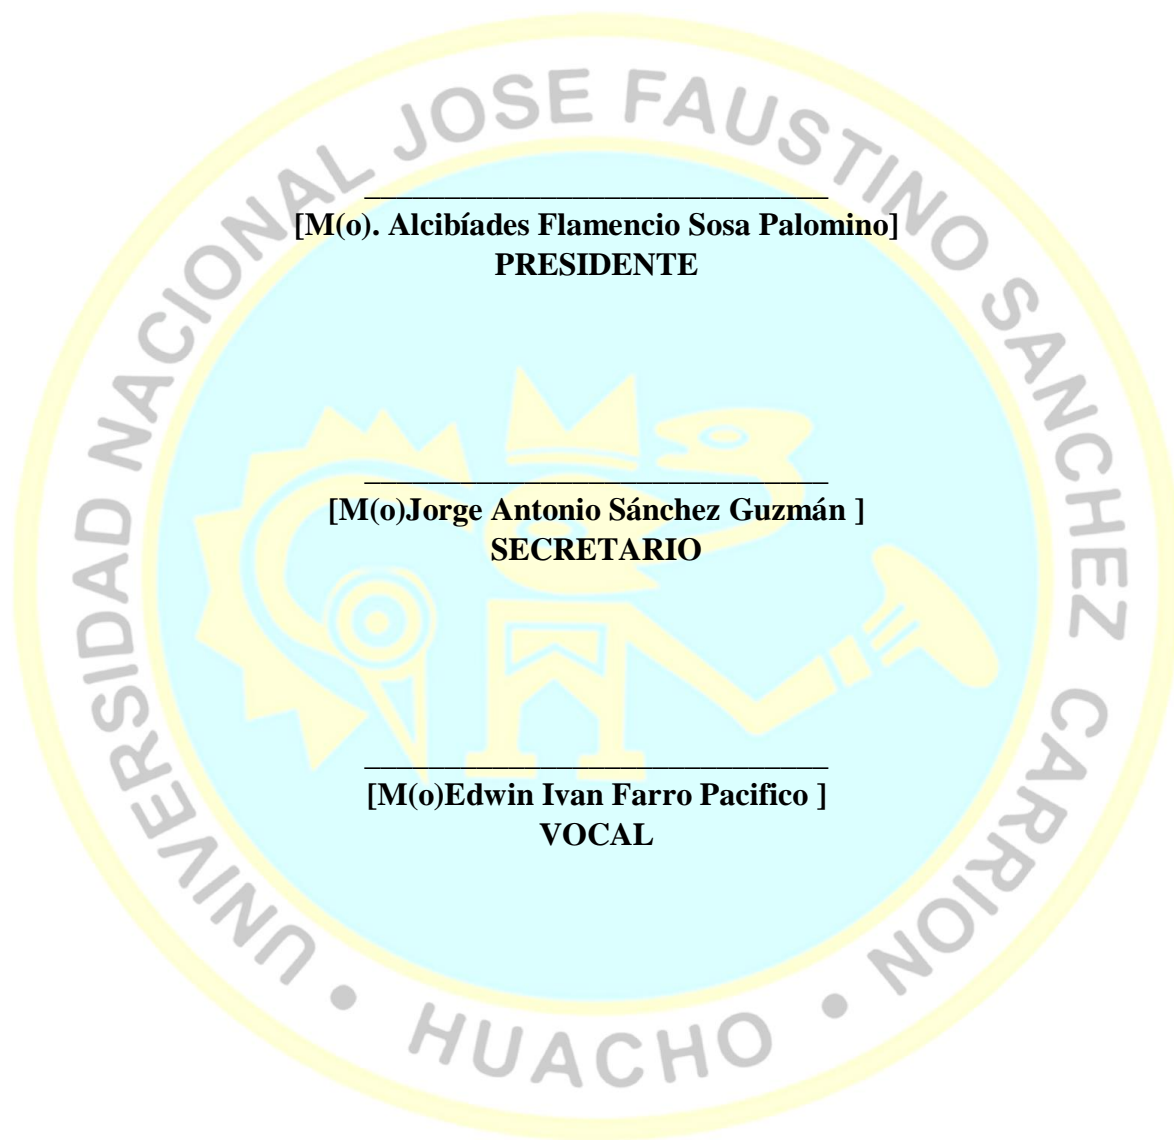 UNIVERSIDAD NACIONAL JOSE FAUSTINO SANCHEZ CARRION • HUACHO •
[M(o). Alcibíades Flamencio Sosa Palomino]
PRESIDENTE
[M(o)Jorge Antonio Sánchez Guzmán ]
SECRETARIO
[M(o)Edwin Ivan Farro Pacifico ]
VOCAL